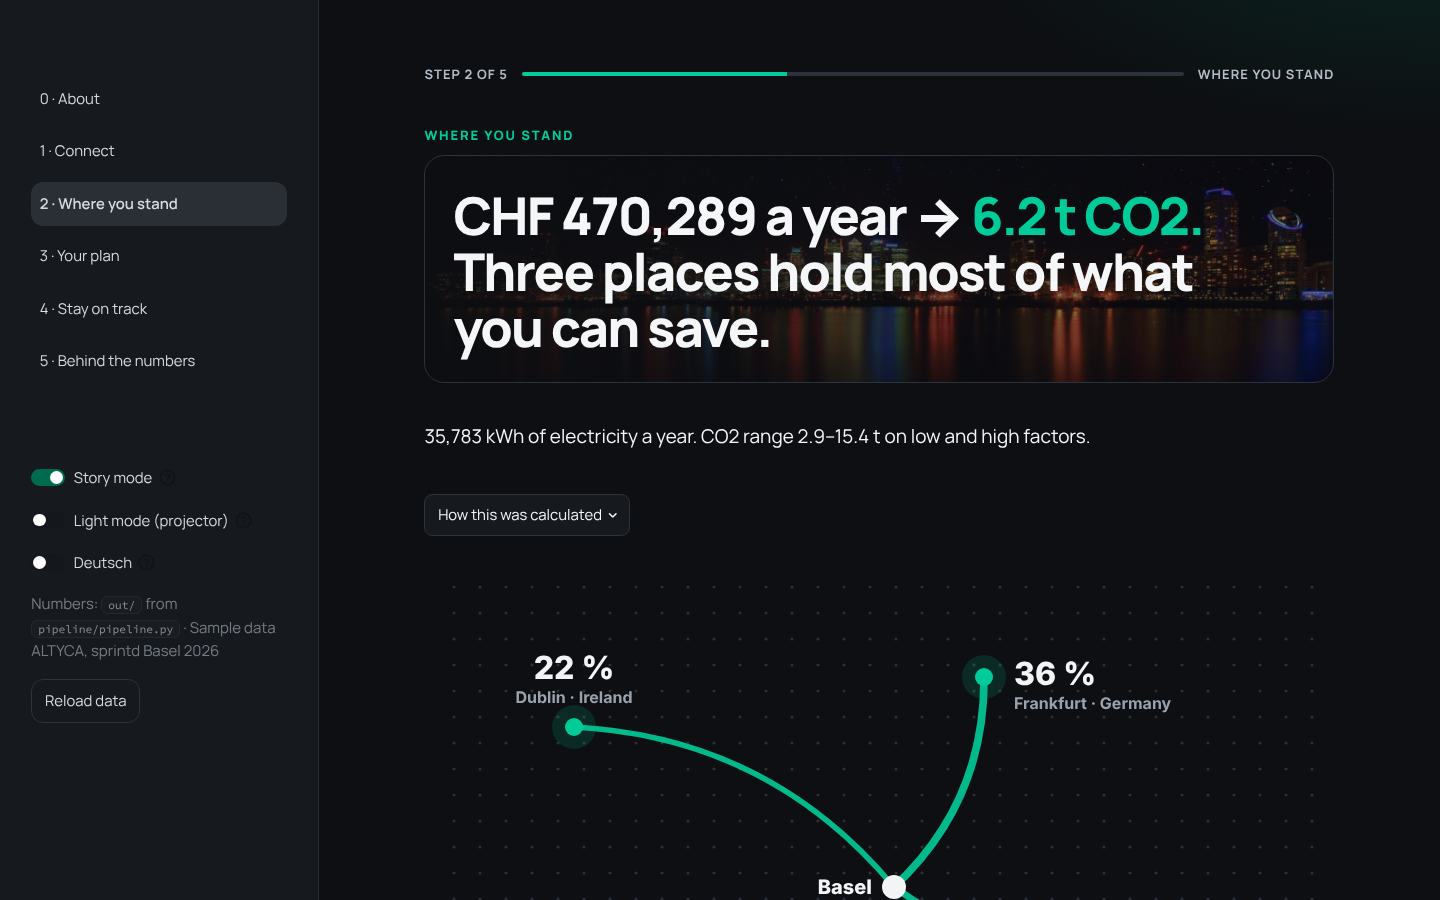 0 · About
1 · Connect
2 · Where you stand
3 · Your plan
4 · Stay on track
5 · Behind the numbers
Story mode
Light mode (projector)
Deutsch
Numbers: out/ from
pipeline/pipeline.py · Sample data
ALTYCA, sprintd Basel 2026
Reload data
STEP 2 OF 5
WHERE YOU STAND
WHERE YOU STAND
CHF 470,289 a year → 6.2 t CO2.
Three places hold most of what
you can save.
35,783 kWh of electricity a year. CO2 range 2.9–15.4 t on low and high factors.
How this was calculated
22 %
Dublin · Ireland
36 %
Frankfurt · Germany
Basel